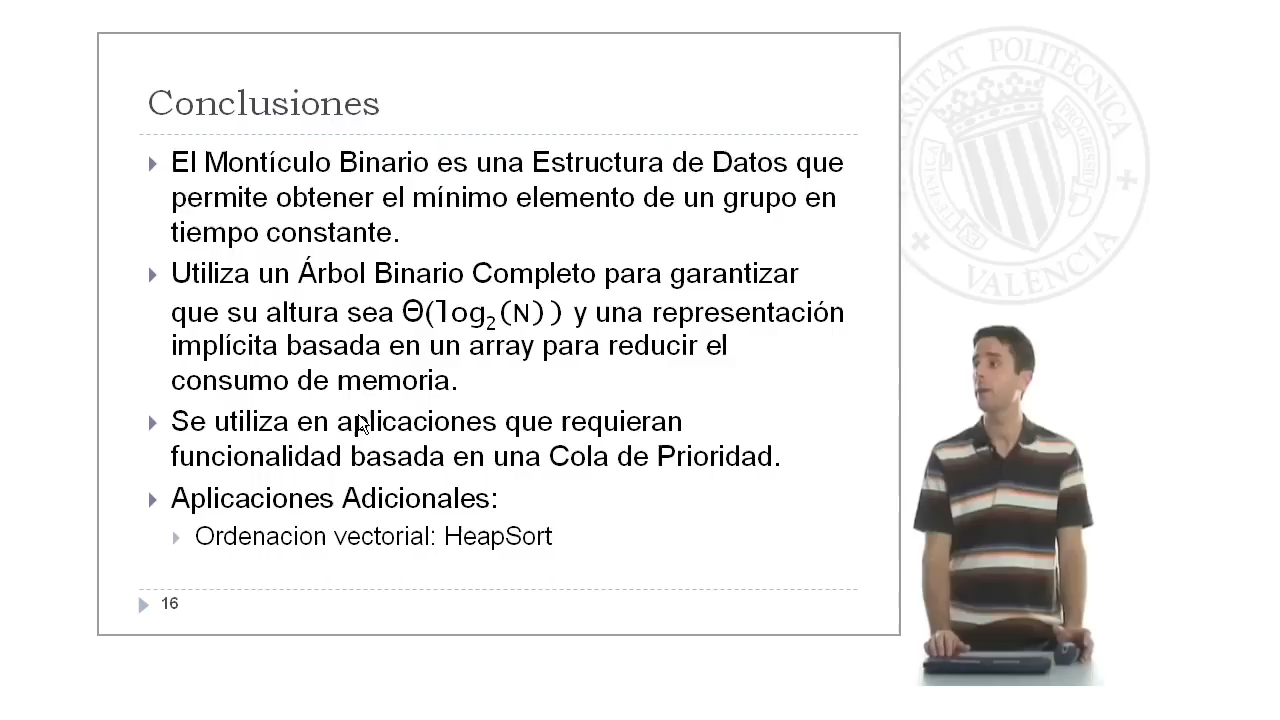 Conclusiones
El Montículo Binario es una Estructura de Datos que
permite obtener el mínimo elemento de un grupo en
tiempo constante.
Utiliza un Árbol Binario Completo para garantizar
que su altura sea Θ(log₂(N)) y una representación
implícita basada en un array para reducir el
consumo de memoria.
Se utiliza en aplicaciones que requieran
funcionalidad basada en una Cola de Prioridad.
Aplicaciones Adicionales:
Ordenacion vectorial: HeapSort
16
POLITÈCNICA
VALÈNCIA